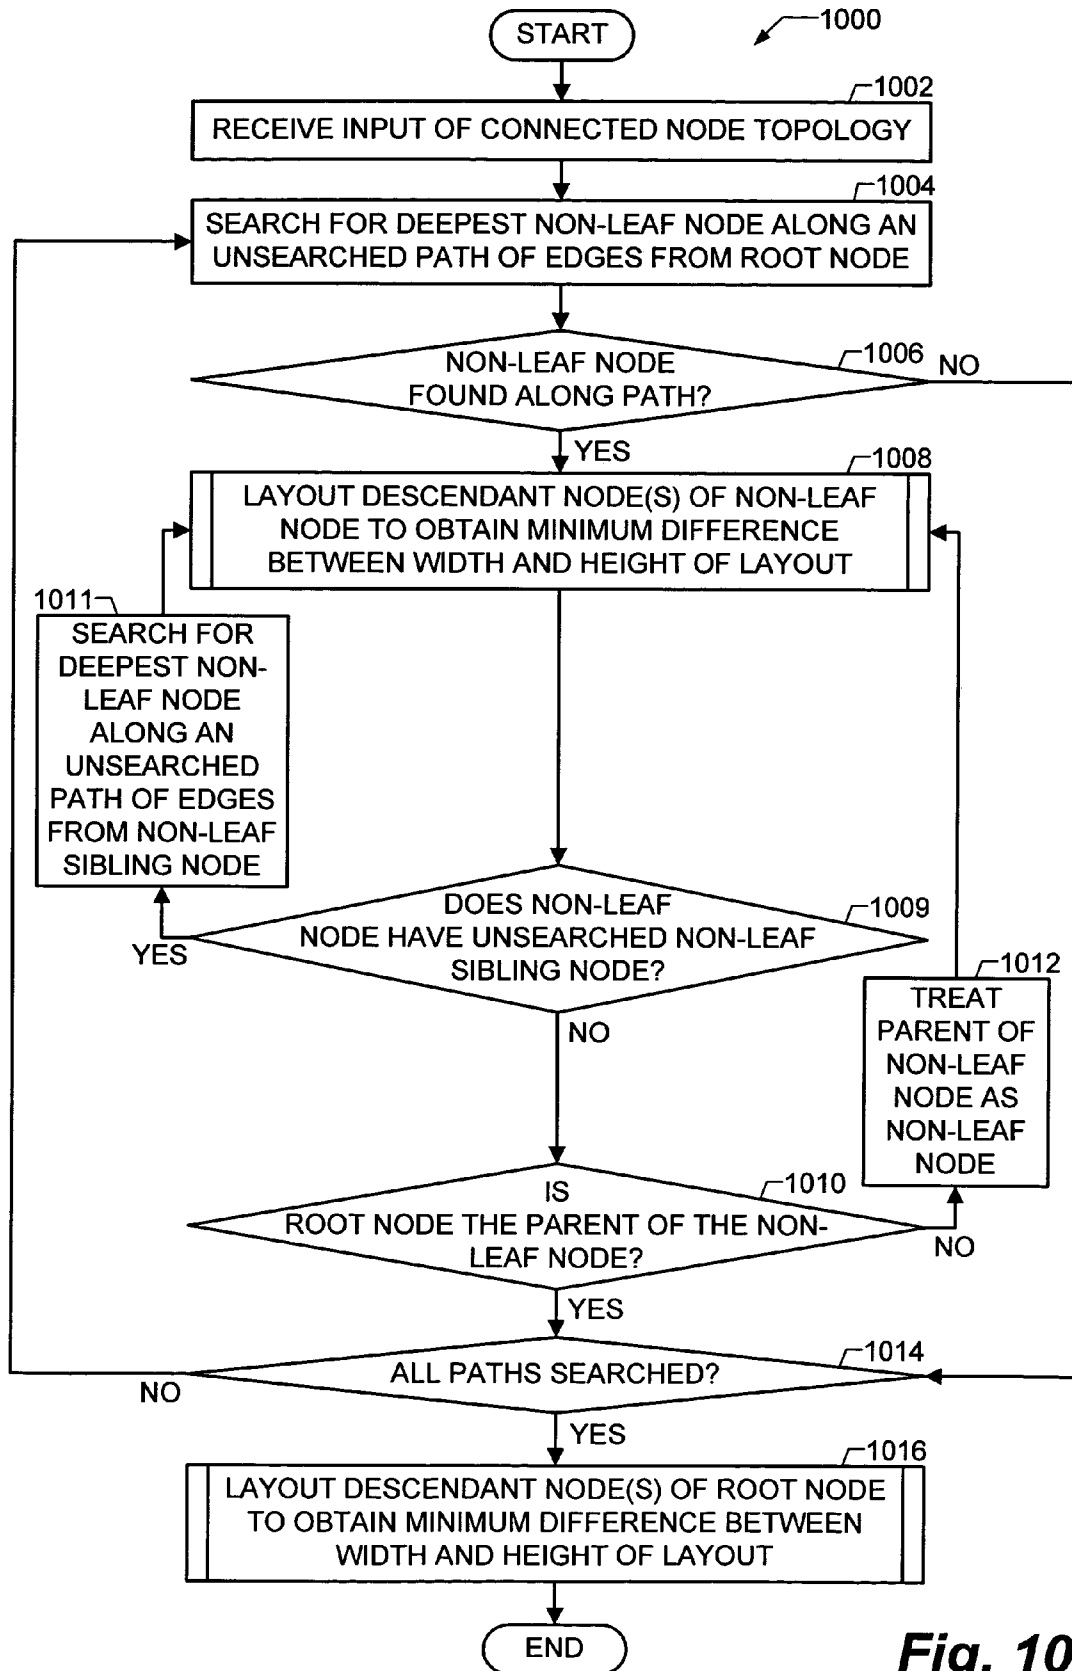 START
1000
1002
RECEIVE INPUT OF CONNECTED NODE TOPOLOGY
1004
SEARCH FOR DEEPEST NON-LEAF NODE ALONG AN
UNSEARCHED PATH OF EDGES FROM ROOT NODE
1006
NON-LEAF NODE
FOUND ALONG PATH?
NO
YES
1008
LAYOUT DESCENDANT NODE(S) OF NON-LEAF
NODE TO OBTAIN MINIMUM DIFFERENCE
BETWEEN WIDTH AND HEIGHT OF LAYOUT
1011
SEARCH FOR
DEEPEST NON-
LEAF NODE
ALONG AN
UNSEARCHED
PATH OF EDGES
FROM NON-LEAF
SIBLING NODE
1009
DOES NON-LEAF
NODE HAVE UNSEARCHED NON-LEAF
SIBLING NODE?
YES
NO
1012
TREAT
PARENT OF
NON-LEAF
NODE AS
NON-LEAF
NODE
1010
IS
ROOT NODE THE PARENT OF THE NON-
LEAF NODE?
NO
YES
1014
ALL PATHS SEARCHED?
NO
YES
1016
LAYOUT DESCENDANT NODE(S) OF ROOT NODE
TO OBTAIN MINIMUM DIFFERENCE BETWEEN
WIDTH AND HEIGHT OF LAYOUT
END
Fig. 10